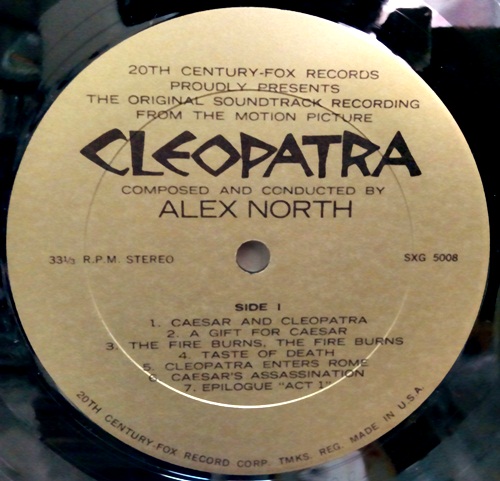 20TH CENTURY-FOX RECORDS
PROUDLY PRESENTS
THE ORIGINAL SOUNDTRACK RECORDING
FROM THE MOTION PICTURE
CLEOPATRA
COMPOSED AND CONDUCTED BY
ALEX NORTH
33 1/3 R.P.M. STEREO
SXG 5008
SIDE I
1. CAESAR AND CLEOPATRA
2. A GIFT FOR CAESAR
3. THE FIRE BURNS, THE FIRE BURNS
4. TASTE OF DEATH
5. CLEOPATRA ENTERS ROME
6. CAESAR'S ASSASSINATION
7. EPILOGUE "ACT 1"
20TH CENTURY-FOX RECORD CORP. TMKS. REG. MADE IN U.S.A.